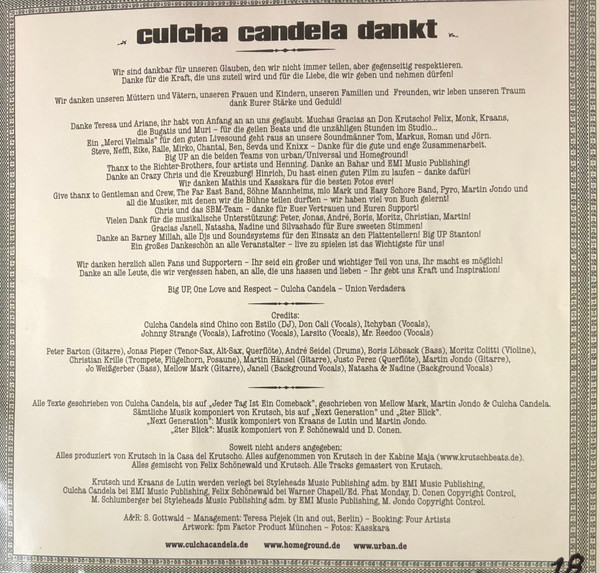 culcha candela dankt
Wir sind dankbar für unseren Glauben, den wir nicht immer teilen, aber gegenseitig respektieren.
Danke für die Kraft, die uns zuteil wird und für die Liebe, die wir geben und nehmen dürfen!
Wir danken unseren Müttern und Vätern, unseren Frauen und Kindern, unseren Familien und Freunden, wir leben unseren Traum
dank Eurer Stärke und Geduld!
Danke Teresa und Ariane, ihr habt von Anfang an an uns geglaubt. Muchas Gracias an Don Krutscho! Felix, Monk, Kraans,
die Bugatis und Muri - für die geilen Beats und die unzähligen Stunden im Studio...
Ein „Merci Vielmals" für den guten Livesound geht raus an unsere Soundmänner Tom, Markus, Roman und Jörn.
Steve, Neffi, Eike, Ralle, Mirko, Chantal, Ben, Sevda und Knixx - Danke für die gute und enge Zusammenarbeit.
Big UP an die beiden Teams von urban/Universal und Homeground!
Thanx to the Richter-Brothers, four artists und Henning. Danke an Bahar und EMI Music Publishing!
Danke an Crazy Chris und die Kreuzburg! Hinrich, Du hast einen guten Film zu laufen - danke dafür!
Wir danken Mathis und Kasskara für die besten Fotos ever!
Give thanx to Gentleman and Crew, The Far East Band, Söhne Mannheims, mlo Mark und Easy Schore Band, Pyro, Martin Jondo und
all die Musiker, mit denen wir die Bühne teilen durften - wir haben viel von Euch gelernt!
Chris und das SBM-Team - danke für Euer Vertrauen und Euren Support!
Vielen Dank für die musikalische Unterstützung: Peter, Jonas, André, Boris, Moritz, Christian, Martin!
Gracias Janell, Natasha, Nadine und Silvashado für Eure sweeten Stimmen!
Danke an Barney Millah, alle Djs und Soundsystems für den Einsatz an den Plattentellern! Big UP Stanton!
Ein großes Dankeschön an alle Veranstalter - live zu spielen ist das Wichtigste für uns!
Wir danken herzlich allen Fans und Supportern - Ihr seid ein großer und wichtiger Teil von uns, Ihr macht es möglich!
Danke an alle Leute, die wir vergessen haben, an alle, die uns hassen und lieben - Ihr gebt uns Kraft und Inspiration!
Big UP, One Love and Respect - Culcha Candela - Union Verdadera
Credits:
Culcha Candela sind Chino con Estilo (DJ), Don Cali (Vocals), Itchyban (Vocals),
Johnny Strange (Vocals), Lafrotino (Vocals), Larsito (Vocals), Mr. Reedoo (Vocals)
Peter Barton (Gitarre), Jonas Pieper (Tenor-Sax, Alt-Sax, Querflöte), André Seidel (Drums), Boris Löbsack (Bass), Moritz Colitti (Violine),
Christian Krille (Trompete, Flügelhorn, Posaune), Martin Hänsel (Gitarre), Justo Perez (Querflöte), Martin Jondo (Gitarre),
Jo Weißgerber (Bass), Mellow Mark (Gitarre), Janell (Background Vocals), Natasha & Nadine (Background Vocals)
Alle Texte geschrieben von Culcha Candela, bis auf „Jeder Tag Ist Ein Comeback", geschrieben von Mellow Mark, Martin Jondo & Culcha Candela.
Sämtliche Musik komponiert von Krutsch, bis auf „Next Generation" und „2ter Blick".
„Next Generation": Musik komponiert von Kraans de Lutin und Martin Jondo.
„2ter Blick": Musik komponiert von F. Schönewald und D. Conen.
Soweit nicht anders angegeben:
Alles produziert von Krutsch in la Casa del Krutscho. Alles aufgenommen von Krutsch in der Kabine Maja (www.krutschbeats.de).
Alles gemischt von Felix Schönewald und Krutsch. Alle Tracks gemastert von Krutsch.
Krutsch und Kraans de Lutin werden verlegt bei Styleheads Music Publishing adm. by EMI Music Publishing,
Culcha Candela bei EMI Music Publishing, Felix Schönewald bei Warner Chapell/Ed. Phat Monday, D. Conen Copyright Control,
M. Schlumberger bei Styleheads Music Publishing adm. by EMI Music Publishing, M. Jondo Copyright Control.
A&R: S. Gottwald - Management: Teresa Plejek (in and out, Berlin) - Booking: Four Artists
Artwork: fpm Factor Product München - Fotos: Kasskara
www.culchacandela.de www.homeground.de www.urban.de
18